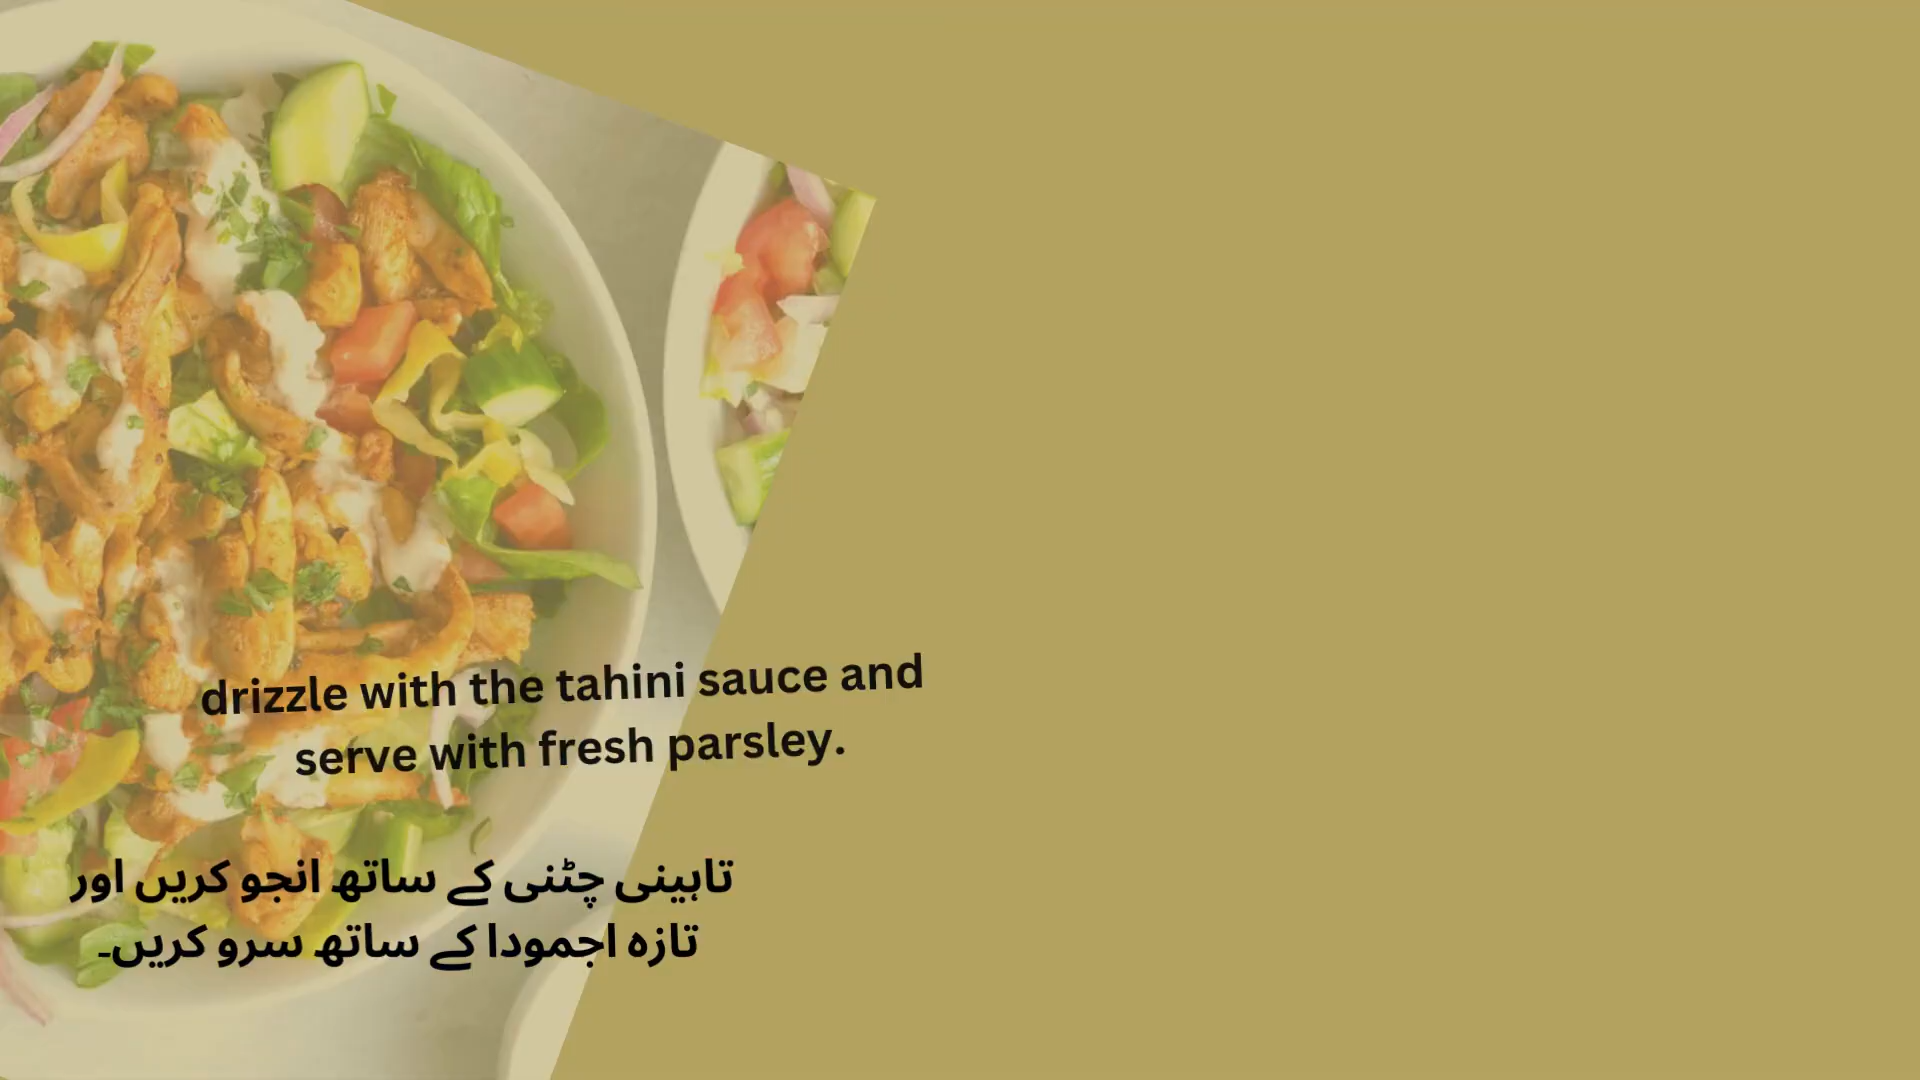 drizzle with the tahini sauce and
serve with fresh parsley.
تاہینی چٹنی کے ساتھ انجو کریں اور
تازہ اجمودا کے ساتھ سرو کریں۔